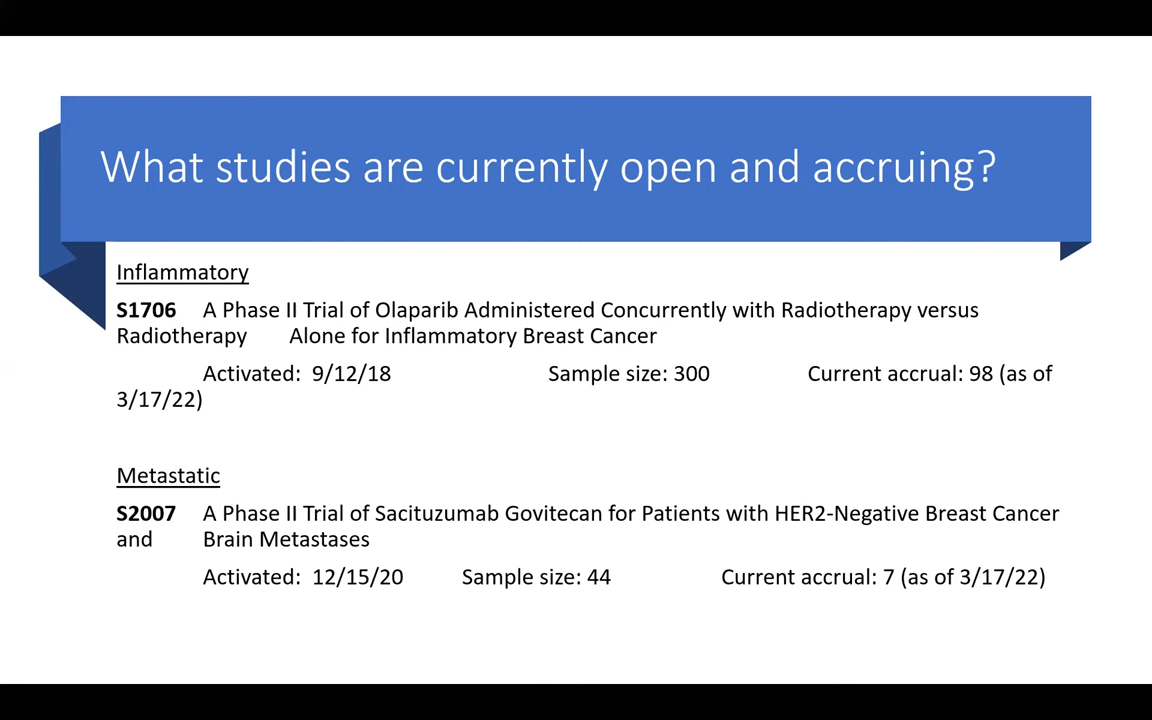 What studies are currently open and accruing?
Inflammatory
S1706 A Phase II Trial of Olaparib Administered Concurrently with Radiotherapy versus
Radiotherapy Alone for Inflammatory Breast Cancer
Activated: 9/12/18 Sample size: 300 Current accrual: 98 (as of
3/17/22)
Metastatic
S2007 A Phase II Trial of Sacituzumab Govitecan for Patients with HER2-Negative Breast Cancer
and Brain Metastases
Activated: 12/15/20 Sample size: 44 Current accrual: 7 (as of 3/17/22)